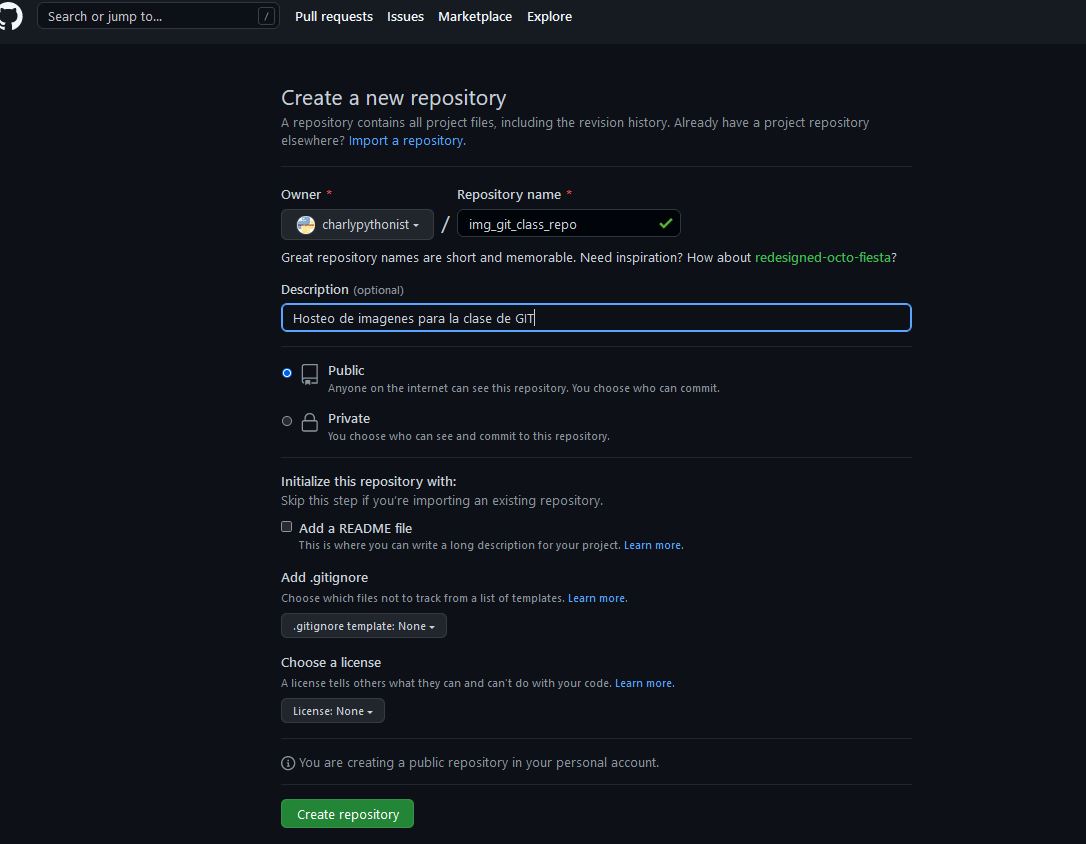 Search or jump to... /
Pull requests Issues Marketplace Explore
Create a new repository
A repository contains all project files, including the revision history. Already have a project repository
elsewhere? Import a repository.
Owner * Repository name *
charlypythonist / img_git_class_repo
Great repository names are short and memorable. Need inspiration? How about redesigned-octo-fiesta?
Description (optional)
Hosteo de imagenes para la clase de GIT
Public
Anyone on the internet can see this repository. You choose who can commit.
Private
You choose who can see and commit to this repository.
Initialize this repository with:
Skip this step if you're importing an existing repository.
Add a README file
This is where you can write a long description for your project. Learn more.
Add .gitignore
Choose which files not to track from a list of templates. Learn more.
.gitignore template: None
Choose a license
A license tells others what they can and can't do with your code. Learn more.
License: None
You are creating a public repository in your personal account.
Create repository